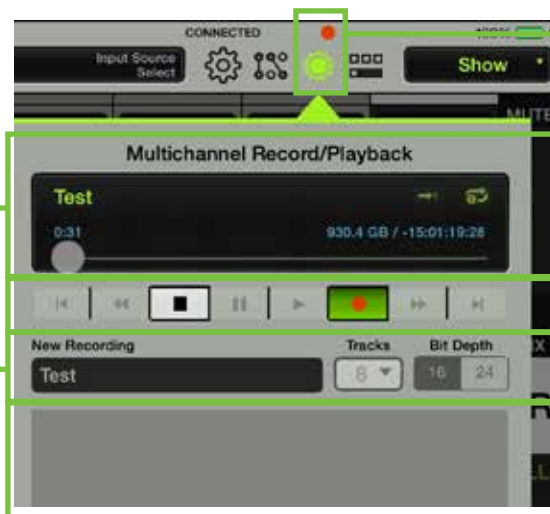 CONNECTED
Input Source
Select
Show
MUTE
Multichannel Record/Playback
Test
0:31
930.4 GB / -15:01:19:28
New Recording
Tracks
Bit Depth
Test
8
16
24